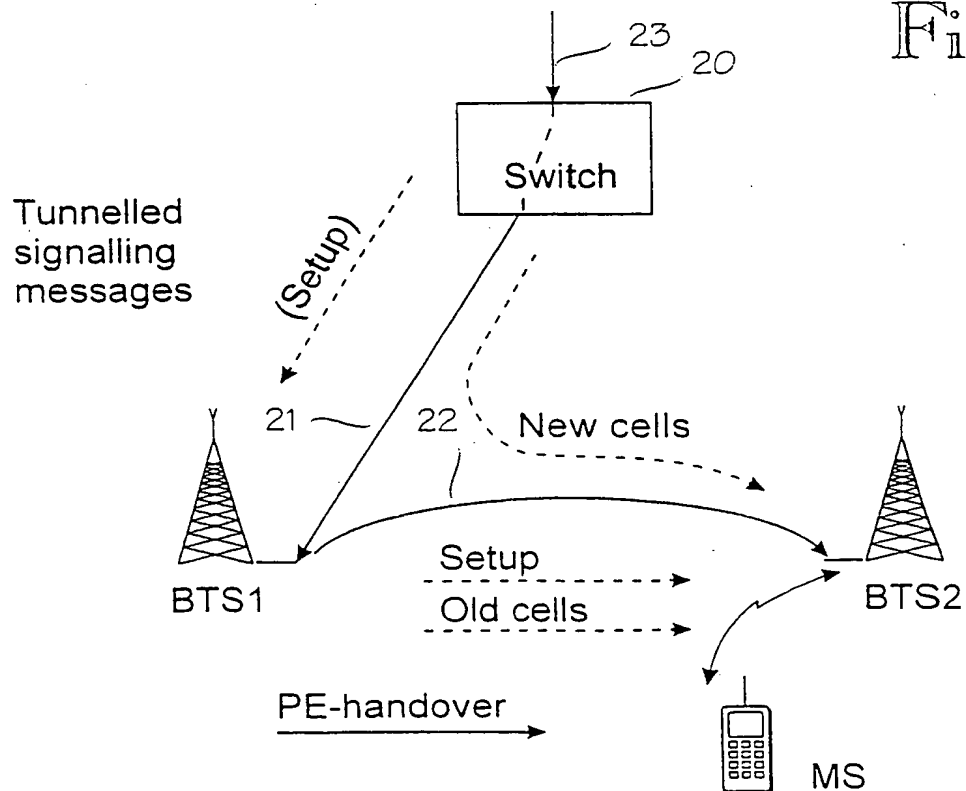 Fi
23
20
Switch
Tunnelled
signalling
messages
(Setup)
21
22
New cells
Setup
Old cells
BTS1
BTS2
PE-handover
MS